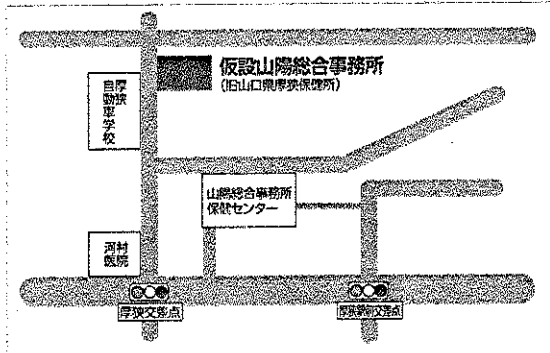 仮設山陽総合事務所
(旧山口県厚狭保健所)
厚狭
自動車学校
山陽総合事務所
保健センター
河村
医院
厚狭交差点
厚狭駅前交差点